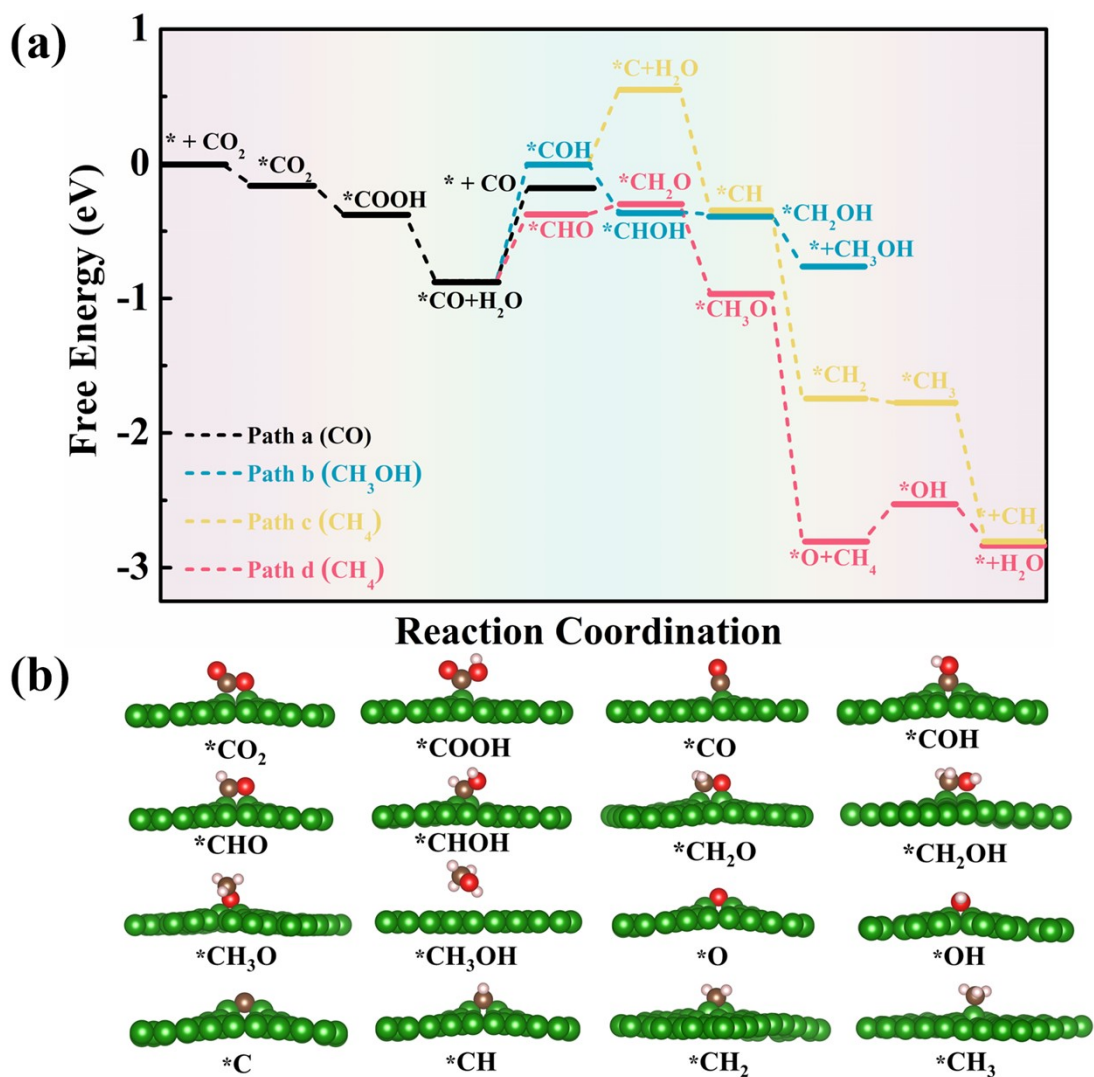 (a)
1
0
-1
-2
-3
Free Energy (eV)
* + CO₂
*CO₂
*COOH
*CO+H₂O
*COH
* + CO
*CHO
*C+H₂O
*CH₂O
*CHOH
*CH
*CH₂OH
*+CH₃OH
*CH₃O
*CH₂
*CH₃
*OH
*O+CH₄
*+CH₄
*+H₂O
Path a (CO)
Path b (CH₃OH)
Path c (CH₄)
Path d (CH₄)
Reaction Coordination
(b)
*CO₂
*COOH
*CO
*COH
*CHO
*CHOH
*CH₂O
*CH₂OH
*CH₃O
*CH₃OH
*O
*OH
*C
*CH
*CH₂
*CH₃